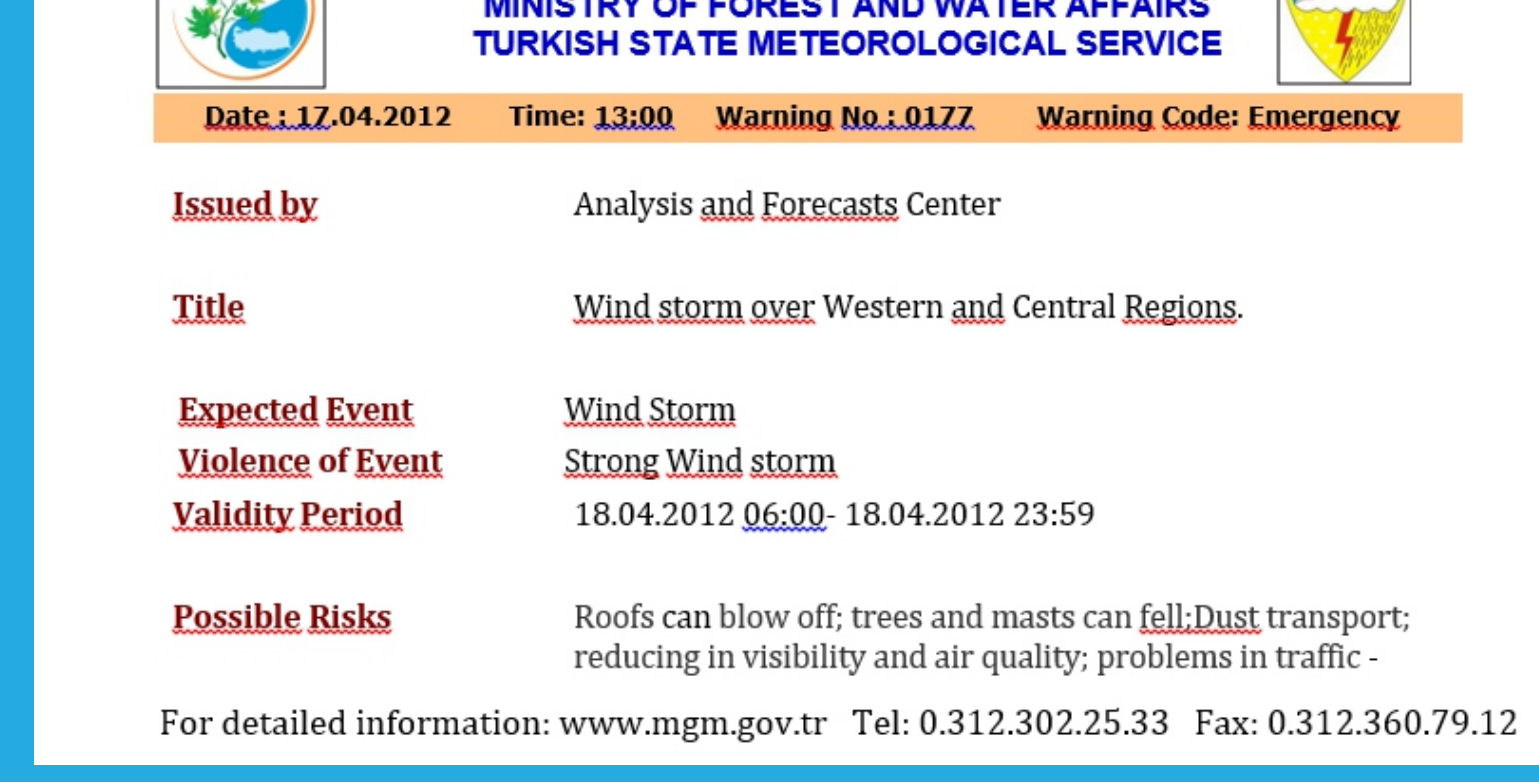 MINISTRY OF FOREST AND WATER AFFAIRS
TURKISH STATE METEOROLOGICAL SERVICE
Date : 17.04.2012 Time: 13:00 Warning No : 0177 Warning Code: Emergency
Issued by Analysis and Forecasts Center
Title Wind storm over Western and Central Regions.
Expected Event Wind Storm
Violence of Event Strong Wind storm
Validity Period 18.04.2012 06:00- 18.04.2012 23:59
Possible Risks Roofs can blow off; trees and masts can fell;Dust transport;
reducing in visibility and air quality; problems in traffic -
For detailed information: www.mgm.gov.tr Tel: 0.312.302.25.33 Fax: 0.312.360.79.12